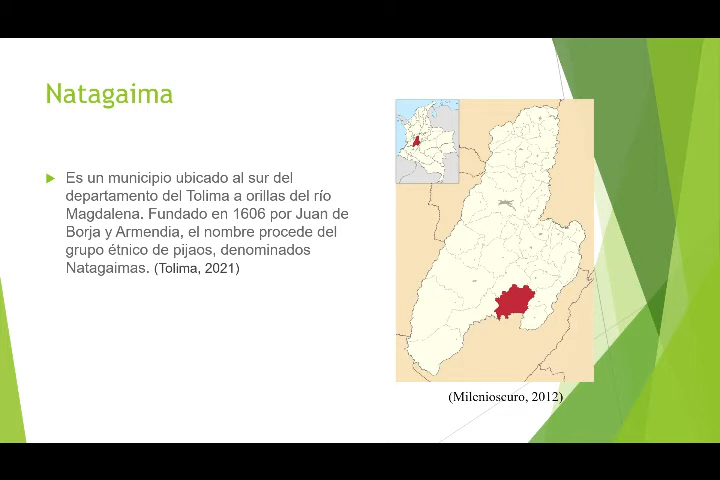 Natagaima
Es un municipio ubicado al sur del
departamento del Tolima a orillas del río
Magdalena. Fundado en 1606 por Juan de
Borja y Armendia, el nombre procede del
grupo étnico de pijaos, denominados
Natagaimas. (Tolima, 2021)
(Milenioscuro, 2012)